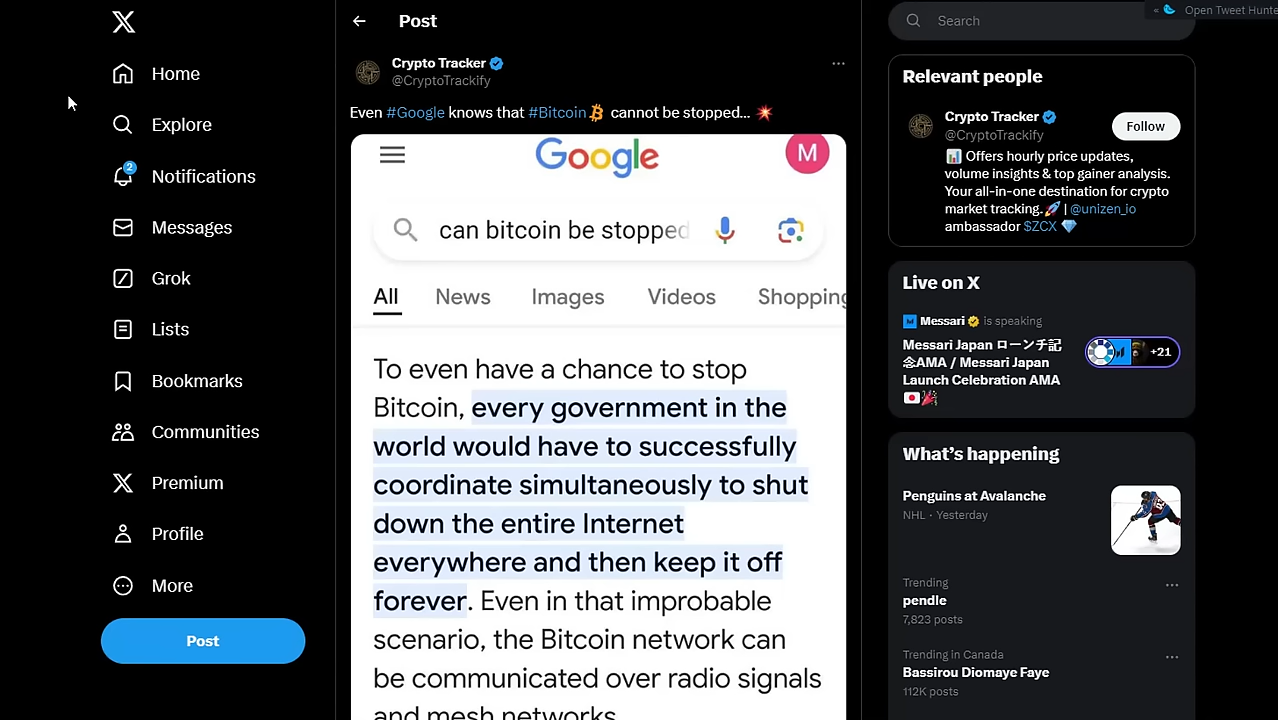 Open Tweet Hunte
Home
Explore
2
Notifications
Messages
Grok
Lists
Bookmarks
Communities
Premium
Profile
More
Post
Post
Crypto Tracker
@CryptoTrackify
Even #Google knows that #Bitcoin cannot be stopped...
Google
M
can bitcoin be stopped
All News Images Videos Shopping
To even have a chance to stop
Bitcoin, every government in the
world would have to successfully
coordinate simultaneously to shut
down the entire Internet
everywhere and then keep it off
forever. Even in that improbable
scenario, the Bitcoin network can
be communicated over radio signals
and mesh networks.
Search
Relevant people
Crypto Tracker
@CryptoTrackify
Follow
📊 Offers hourly price updates,
volume insights & top gainer analysis.
Your all-in-one destination for crypto
market tracking.🚀 | @unizen_io
ambassador $ZCX 💎
Live on X
Messari is speaking
Messari Japan ローンチ記
念AMA / Messari Japan
Launch Celebration AMA
🇯🇵🎉
+21
What's happening
Penguins at Avalanche
NHL · Yesterday
Trending
pendle
7,823 posts
Trending in Canada
Bassirou Diomaye Faye
112K posts